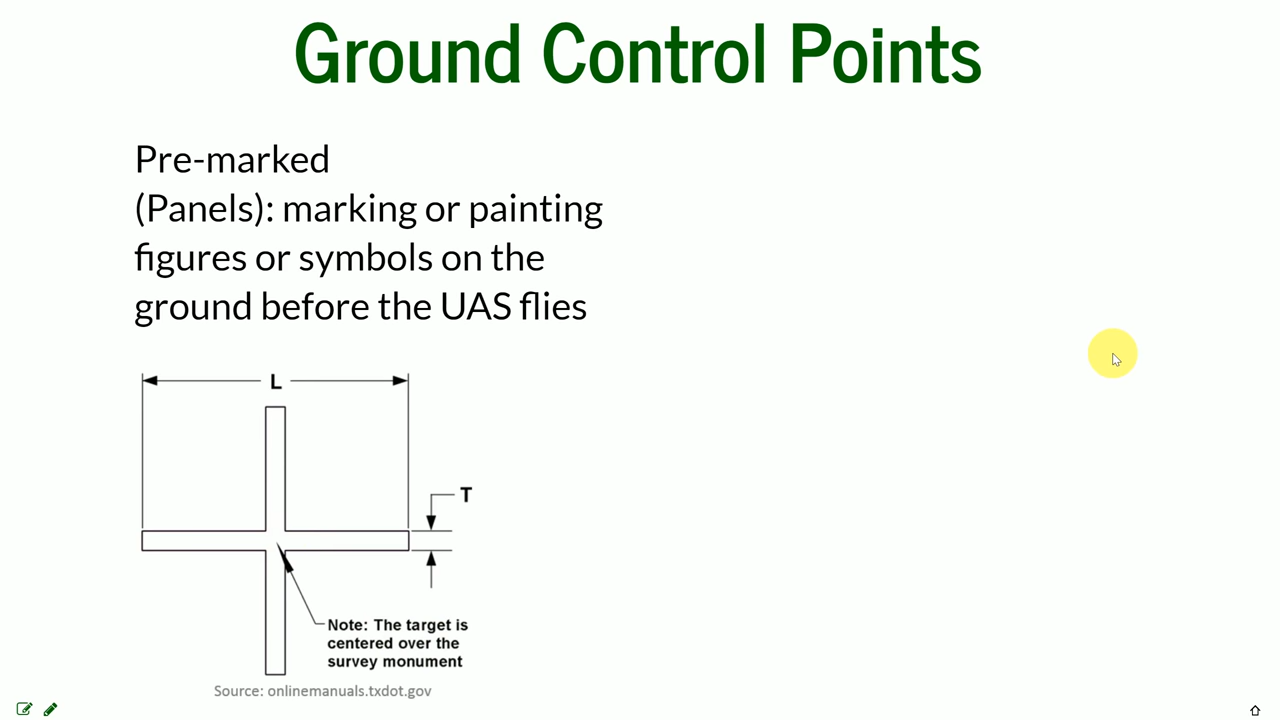 Ground Control Points
Pre-marked
(Panels): marking or painting
figures or symbols on the
ground before the UAS flies
L
T
Note: The target is
centered over the
survey monument
Source: onlinemanuals.txdot.gov